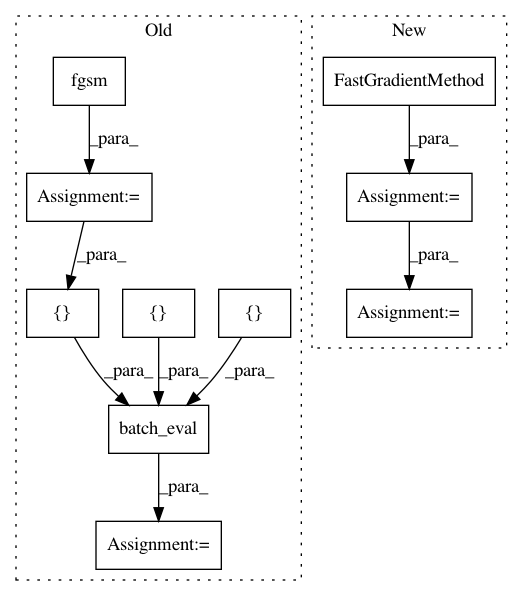 Old
New
fgsm
FastGradientMethod
_para_
_para_
Assignment:=
Assignment:=
_para_
_para_
{}
{}
{}
Assignment:=
_para_
_para_
_para_
batch_eval
_para_
Assignment:=